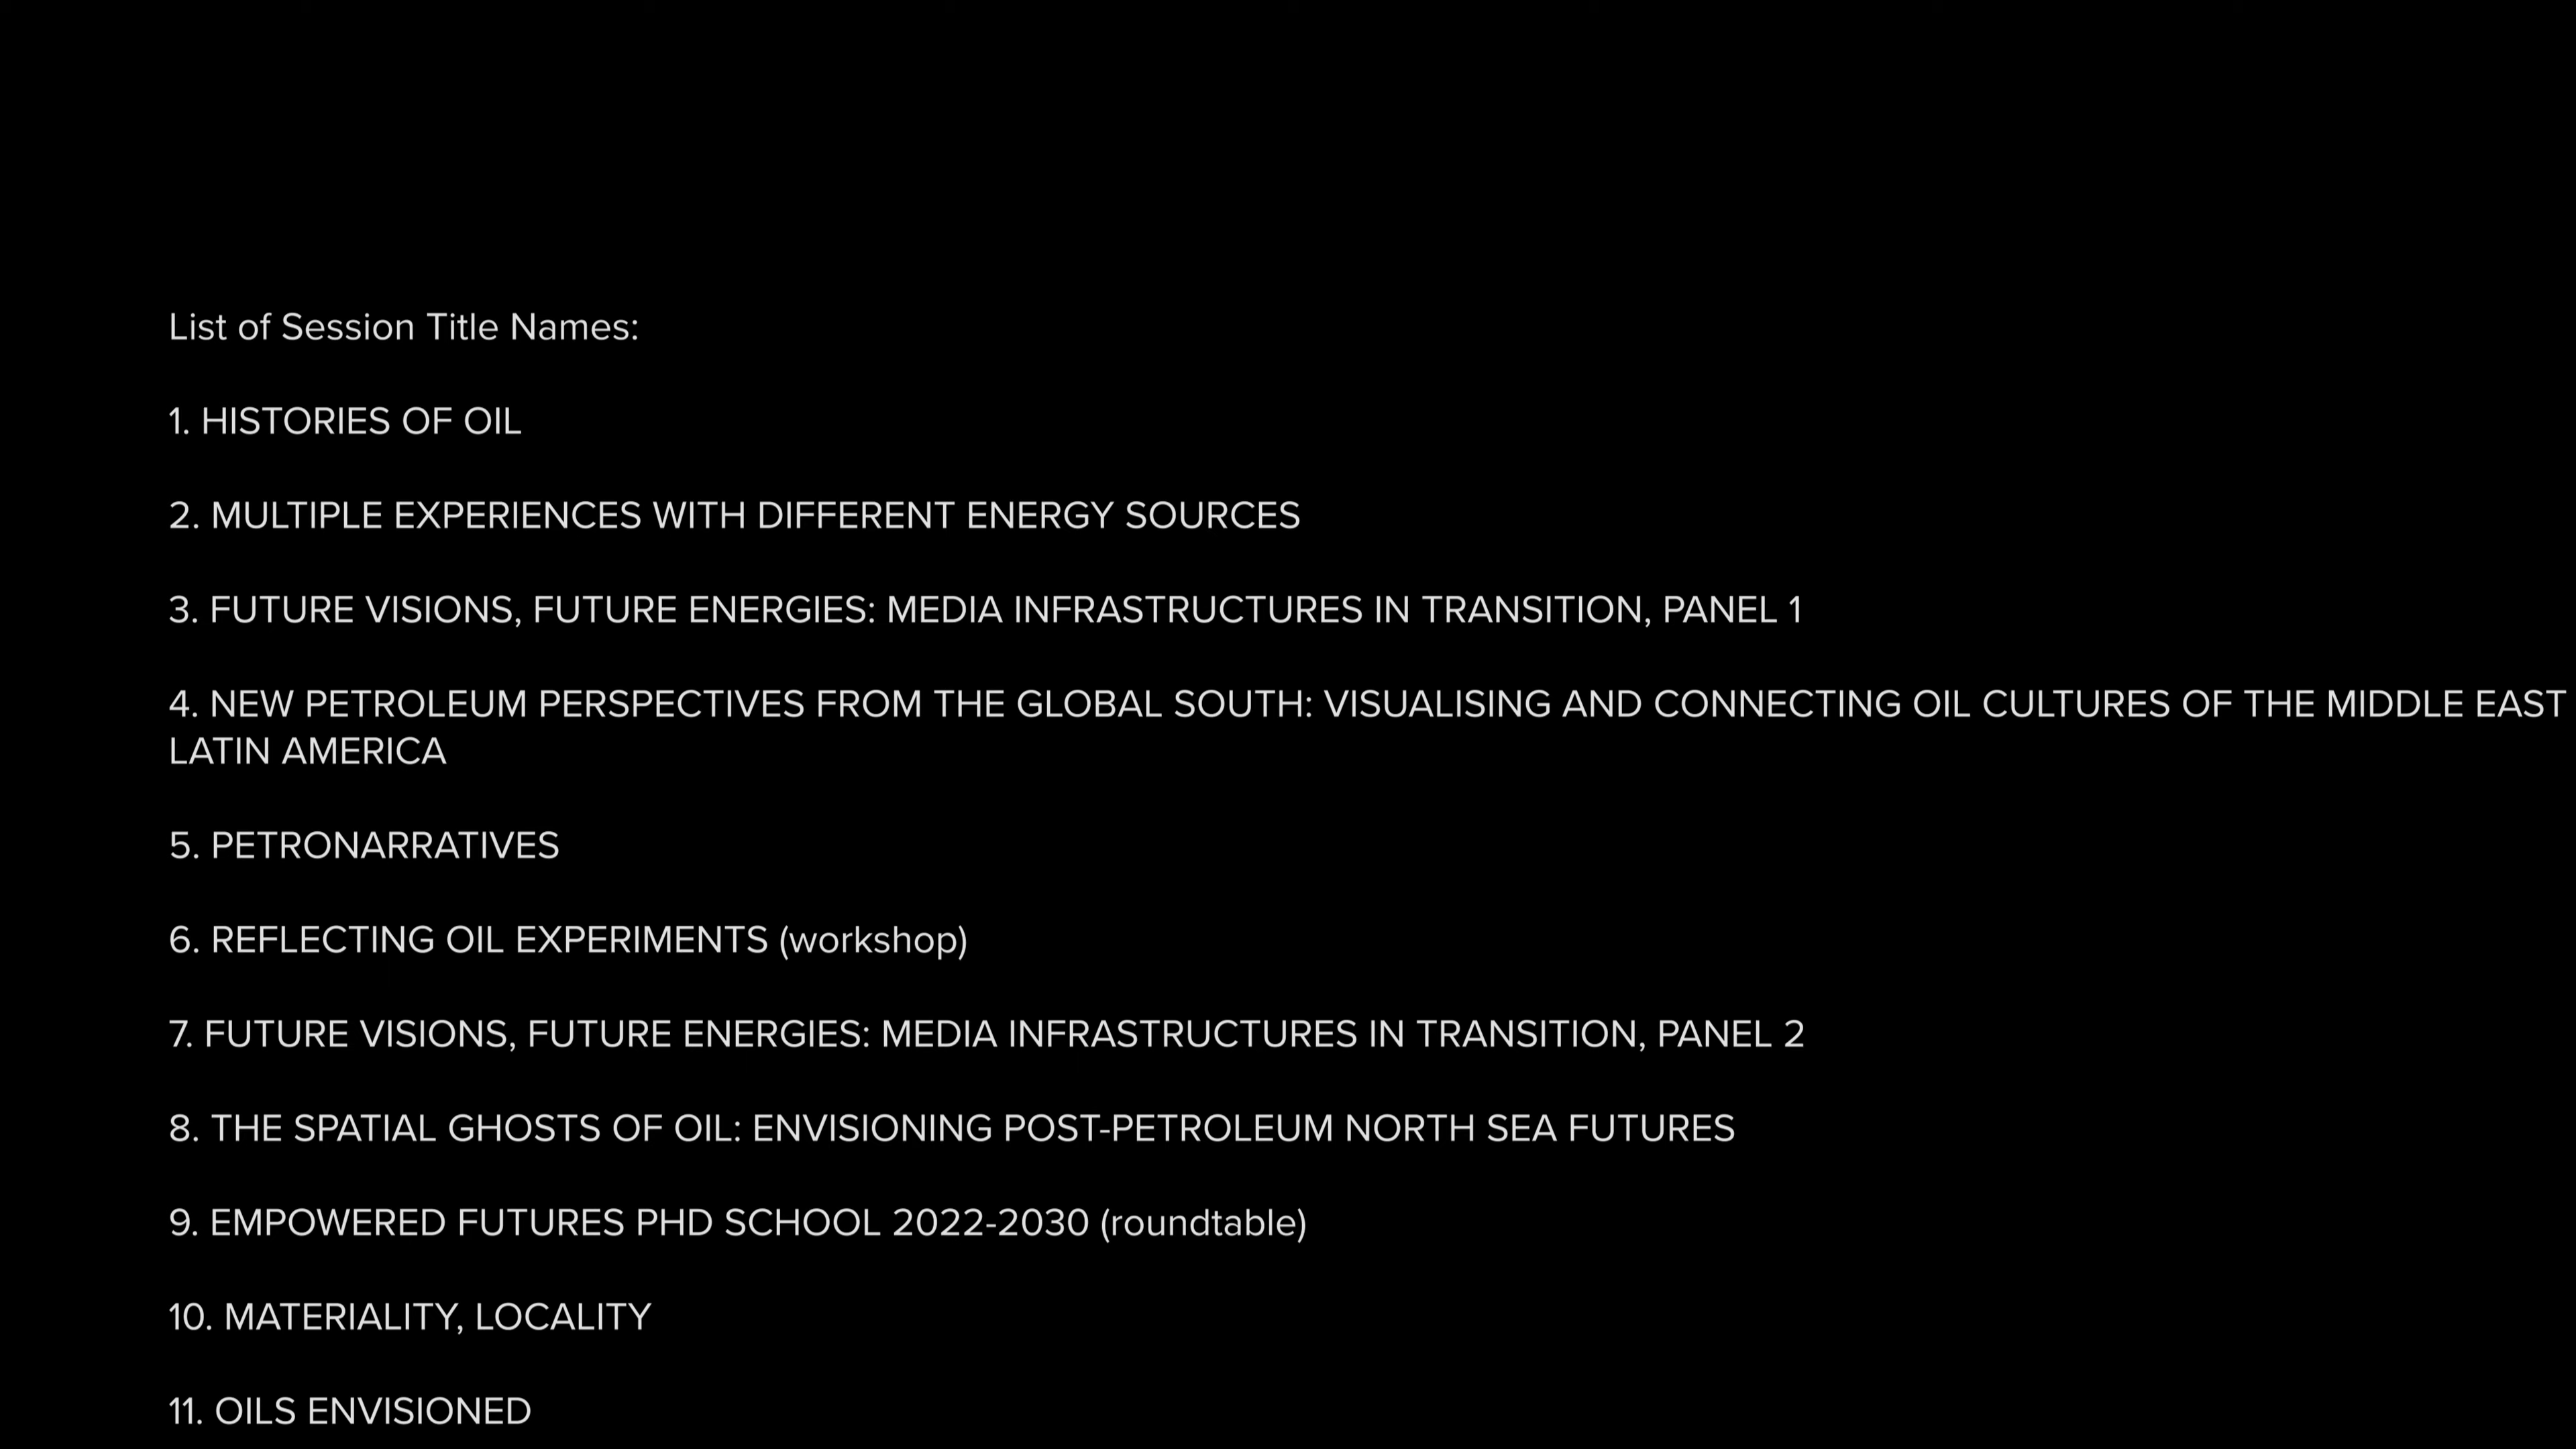 List of Session Title Names:
1. HISTORIES OF OIL
2. MULTIPLE EXPERIENCES WITH DIFFERENT ENERGY SOURCES
3. FUTURE VISIONS, FUTURE ENERGIES: MEDIA INFRASTRUCTURES IN TRANSITION, PANEL 1
4. NEW PETROLEUM PERSPECTIVES FROM THE GLOBAL SOUTH: VISUALISING AND CONNECTING OIL CULTURES OF THE MIDDLE EAST
LATIN AMERICA
5. PETRONARRATIVES
6. REFLECTING OIL EXPERIMENTS (workshop)
7. FUTURE VISIONS, FUTURE ENERGIES: MEDIA INFRASTRUCTURES IN TRANSITION, PANEL 2
8. THE SPATIAL GHOSTS OF OIL: ENVISIONING POST-PETROLEUM NORTH SEA FUTURES
9. EMPOWERED FUTURES PHD SCHOOL 2022-2030 (roundtable)
10. MATERIALITY, LOCALITY
11. OILS ENVISIONED